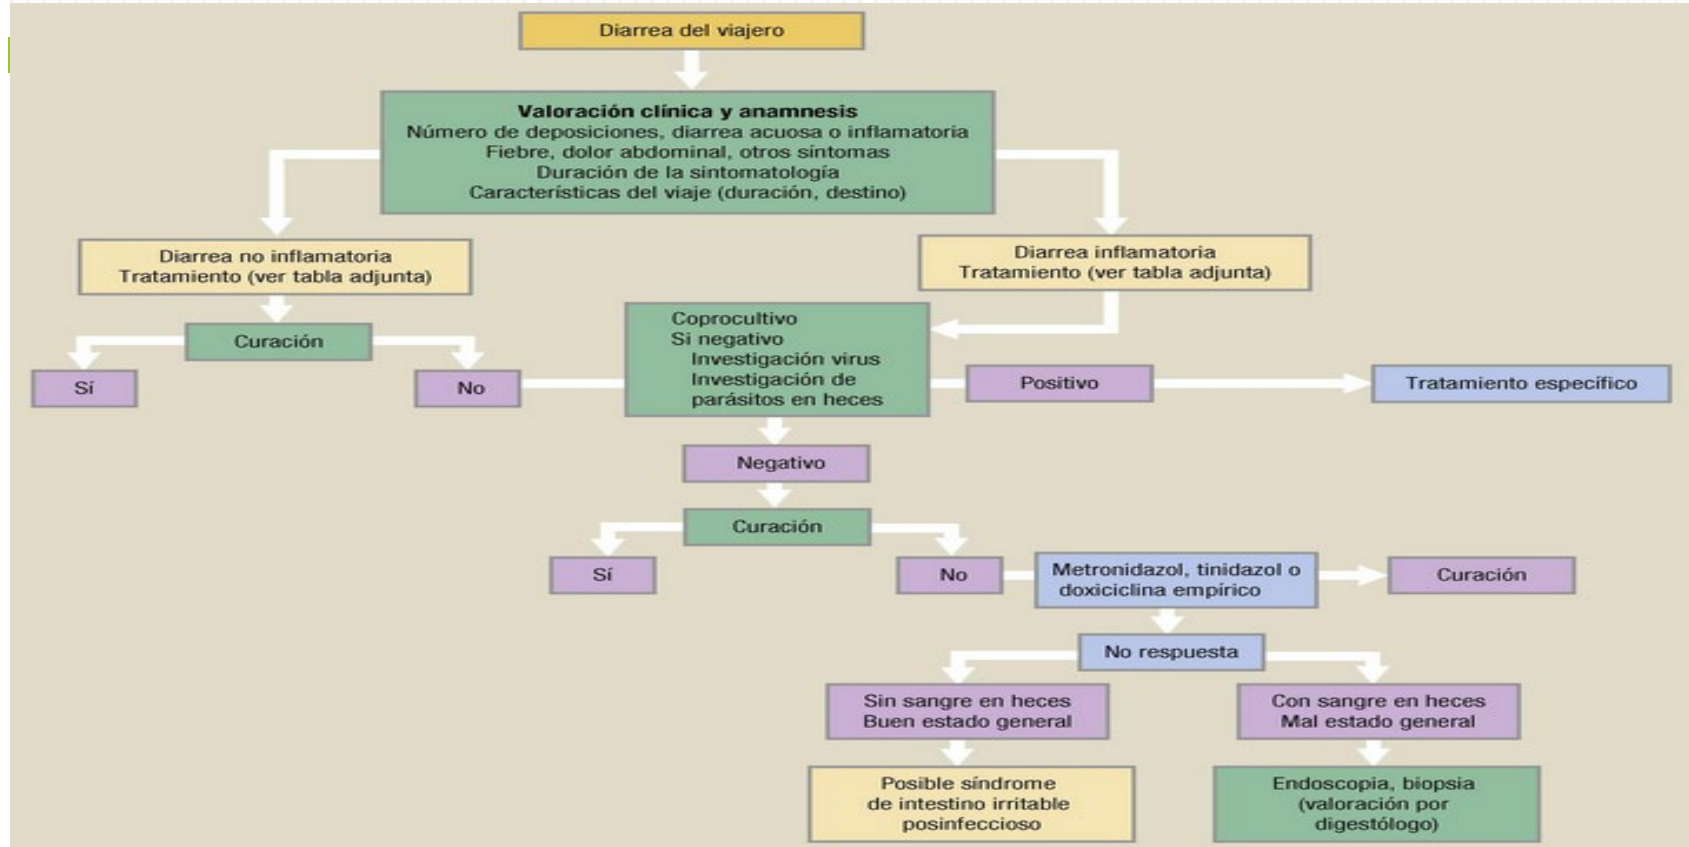 Diarrea del viajero
Valoración clínica y anamnesis
Número de deposiciones, diarrea acuosa o inflamatoria
Fiebre, dolor abdominal, otros síntomas
Duración de la sintomatología
Características del viaje (duración, destino)
Diarrea no inflamatoria
Tratamiento (ver tabla adjunta)
Diarrea inflamatoria
Tratamiento (ver tabla adjunta)
Curación
Sí
No
Coprocultivo
Si negativo
Investigación virus
Investigación de
parásitos en heces
Positivo
Tratamiento específico
Negativo
Curación
Sí
No
Metronidazol, tinidazol o
doxiciclina empírico
Curación
No respuesta
Sin sangre en heces
Buen estado general
Con sangre en heces
Mal estado general
Posible síndrome
de intestino irritable
posinfeccioso
Endoscopia, biopsia
(valoración por
digestólogo)